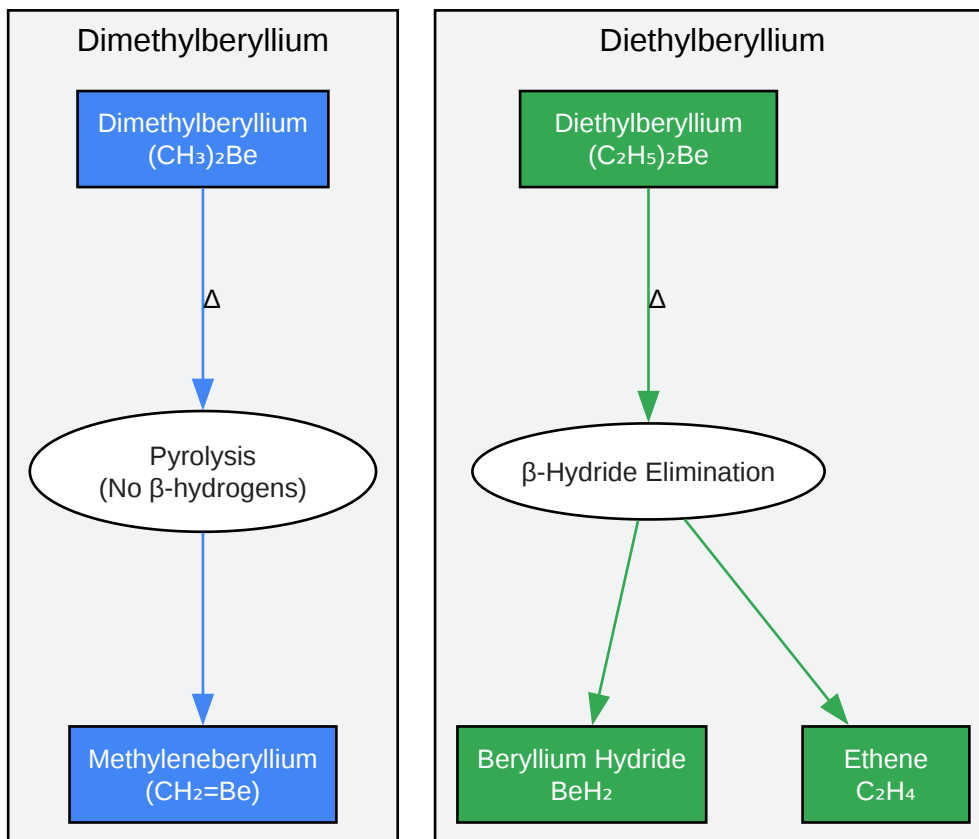 Dimethylberyllium
Dimethylberyllium
(CH₃)₂Be
Δ
Pyrolysis
(No β-hydrogens)
Methyleneberyllium
(CH₂=Be)
Diethylberyllium
Diethylberyllium
(C₂H₅)₂Be
Δ
β-Hydride Elimination
Beryllium Hydride
BeH₂
Ethene
C₂H₄